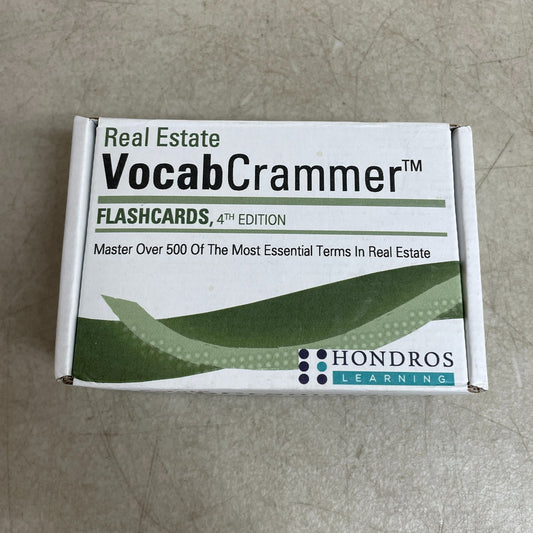 Real Estate
VocabCrammer™
FLASHCARDS, 4TH EDITION
Master Over 500 Of The Most Essential Terms In Real Estate
HONDROS
LEARNING